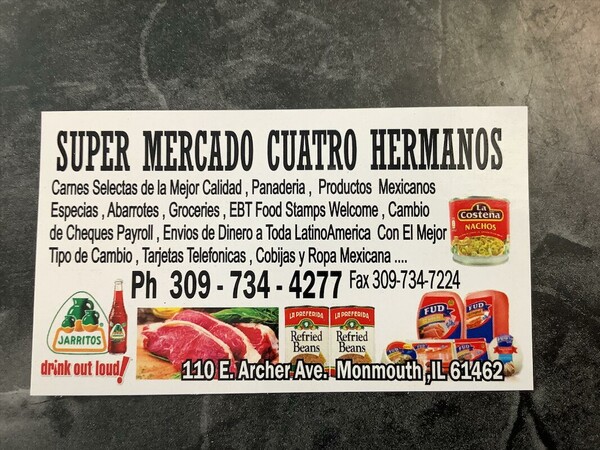 SUPER MERCADO CUATRO HERMANOS
Carnes Selectas de la Mejor Calidad , Panaderia , Productos Mexicanos
Especias , Abarrotes , Groceries , EBT Food Stamps Welcome , Cambio
de Cheques Payroll , Envios de Dinero a Toda LatinoAmerica Con El Mejor
Tipo de Cambio , Tarjetas Telefonicas , Cobijas y Ropa Mexicana ....
La
Costeña
NACHOS
Ph 309 - 734 - 4277 Fax 309-734-7224
JARRITOS
drink out loud!
LA PREFERIDA
Refried
Beans
LA PREFERIDA
Refried
Beans
FUD
FUD
FUD
110 E. Archer Ave. Monmouth ,IL 61462